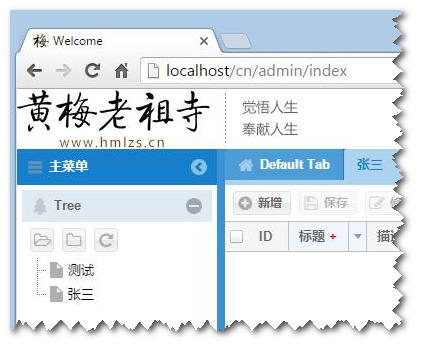 梅 Welcome
localhost/cn/admin/index
黄梅老祖寺
www.hmlzs.cn
觉悟人生
奉献人生
主菜单
Default Tab
张三
Tree
新增
保存
ID
标题 +
测试
张三